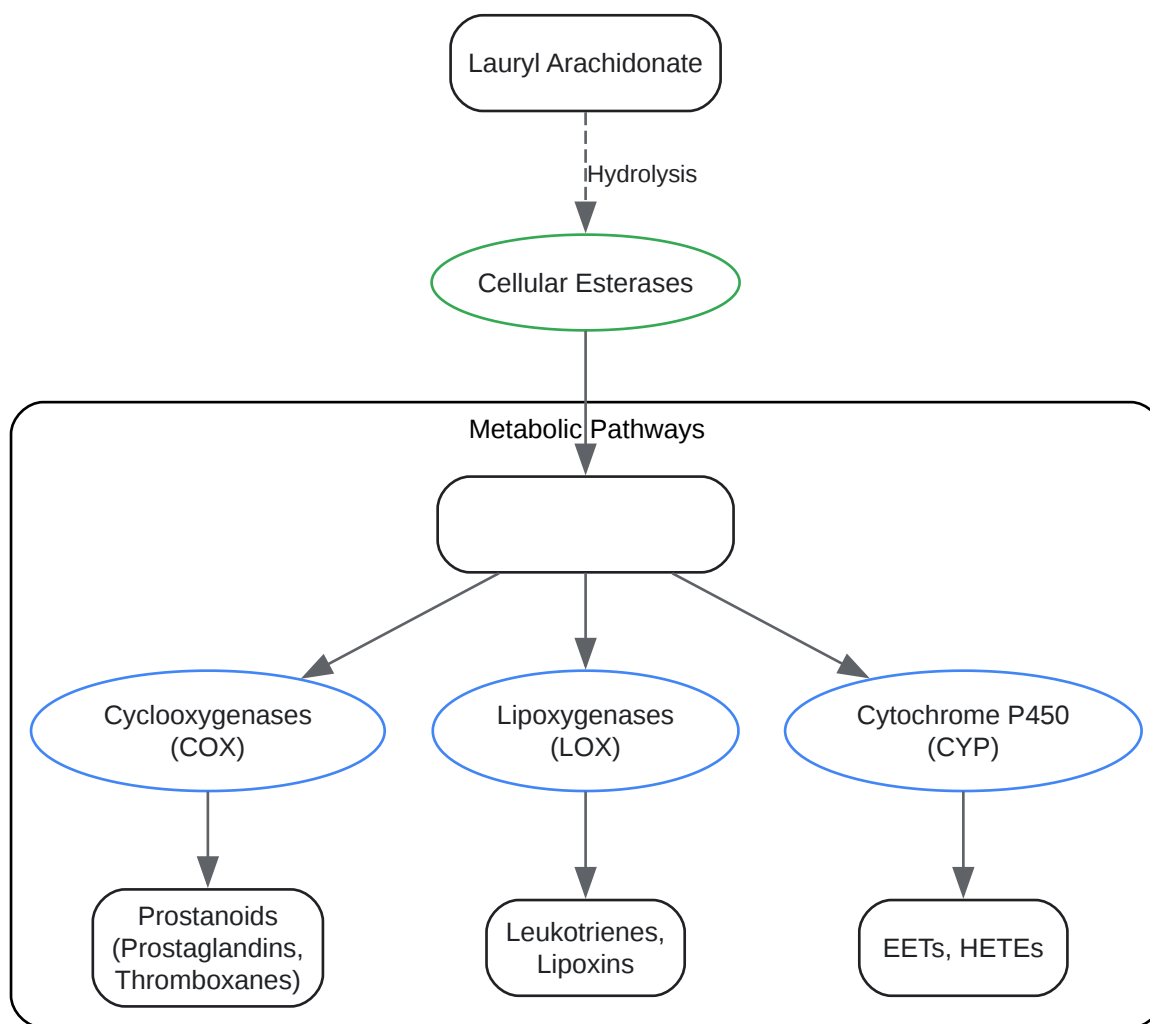 Lauryl Arachidonate
Hydrolysis
Cellular Esterases
Metabolic Pathways
Cyclooxygenases
(COX)
Lipoxygenases
(LOX)
Cytochrome P450
(CYP)
Prostanoids
(Prostaglandins,
Thromboxanes)
Leukotrienes,
Lipoxins
EETs, HETEs